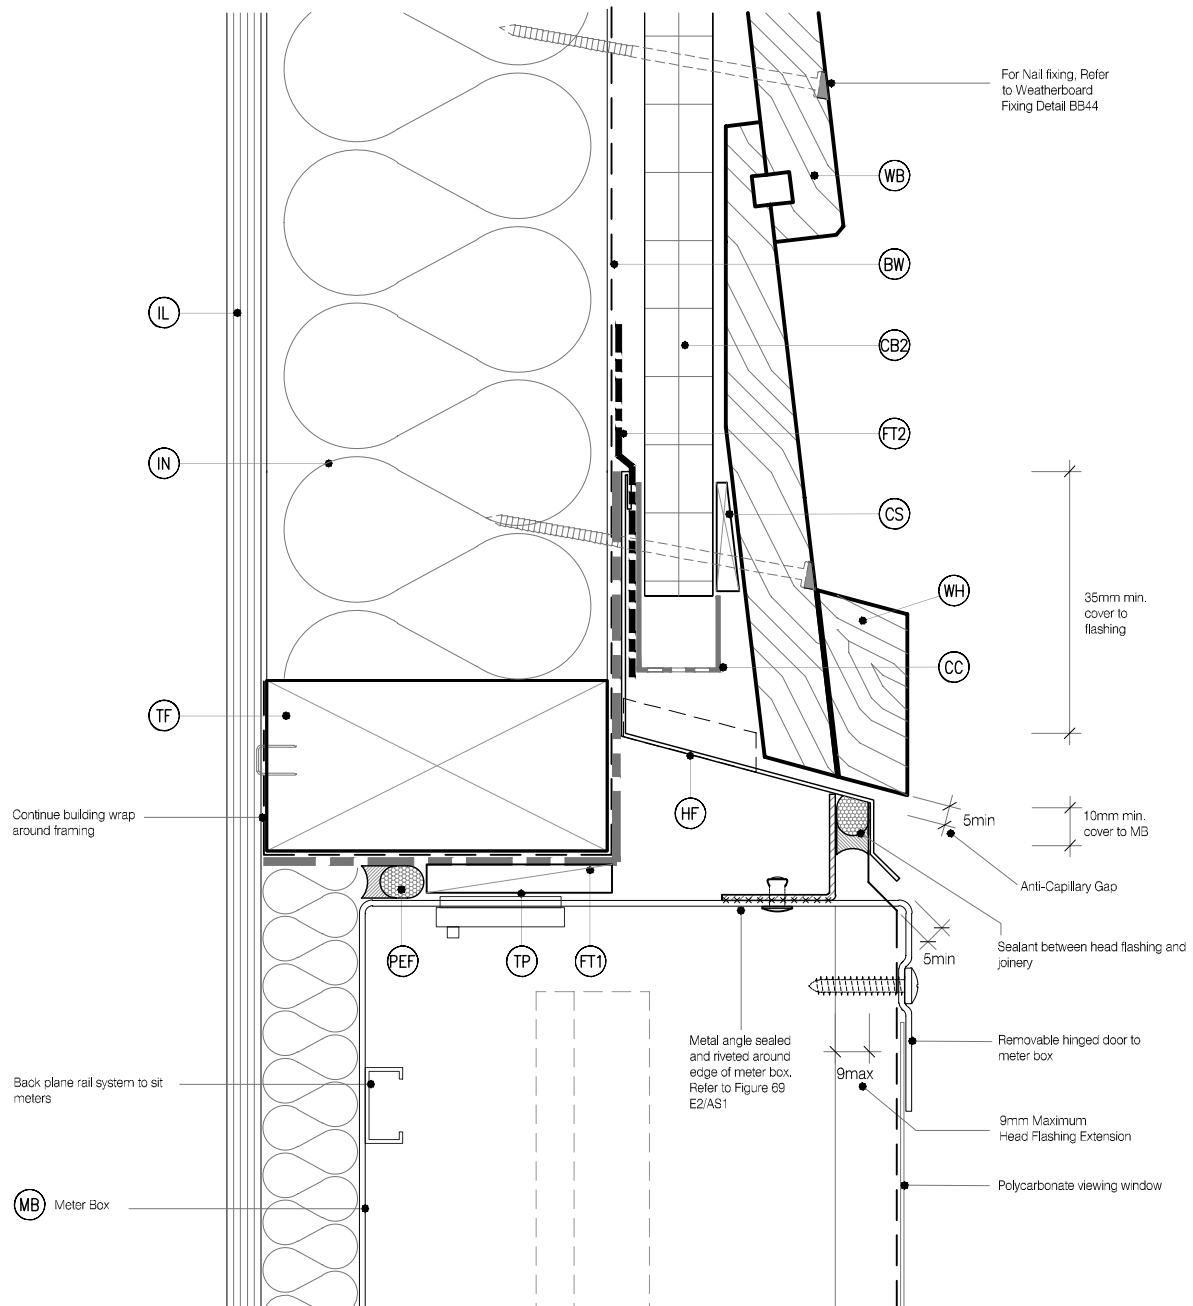 For Nail fixing, Refer
to Weatherboard
Fixing Detail BB44
WB
BW
IL
CB2
FT2
IN
CS
WH
35mm min.
cover to
flashing
CC
TF
HF
Continue building wrap
around framing
5min
10mm min.
cover to MB
Anti-Capillary Gap
PEF
TP
FT1
5min
Sealant between head flashing and
joinery
Metal angle sealed
and riveted around
edge of meter box.
Refer to Figure 69
E2/AS1
Removable hinged door to
meter box
9max
Back plane rail system to sit
meters
9mm Maximum
Head Flashing Extension
Polycarbonate viewing window
MB Meter Box